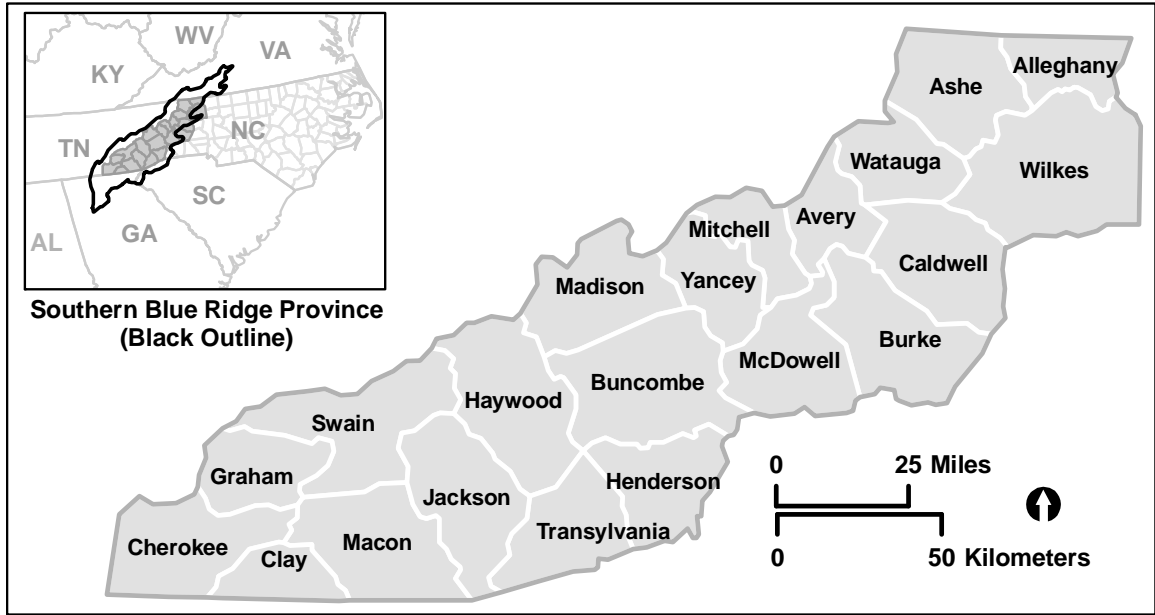 WV
VA
KY
TN
NC
SC
AL
GA
Southern Blue Ridge Province
(Black Outline)
Alleghany
Ashe
Watauga
Wilkes
Avery
Mitchell
Caldwell
Yancey
Madison
Burke
McDowell
Buncombe
Haywood
Swain
Graham
Henderson
Jackson
Transylvania
Macon
Cherokee
Clay
0 25 Miles
0 50 Kilometers